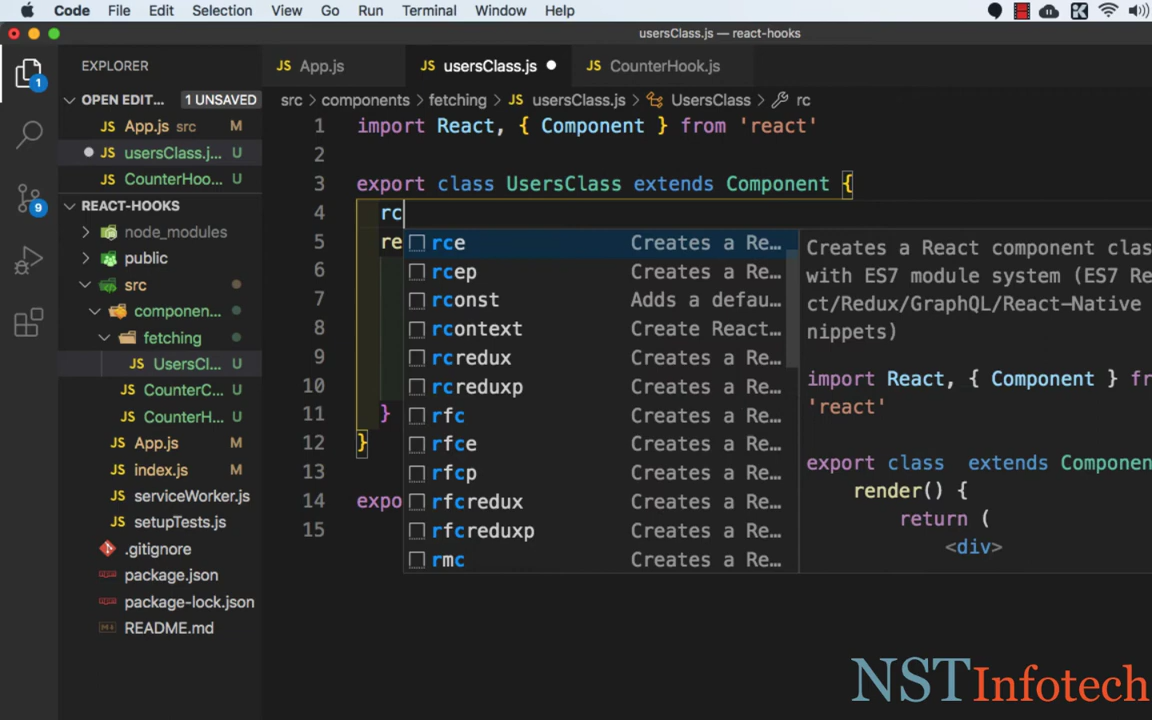 Code File Edit Selection View Go Run Terminal Window Help
usersClass.js — react-hooks
EXPLORER
JS App.js
JS usersClass.js
JS CounterHook.js
OPEN EDIT... 1 UNSAVED
src > components > fetching > JS usersClass.js > UsersClass > rc
JS App.js src M
JS usersClass.j... U
JS CounterHoo... U
REACT-HOOKS
node_modules
public
src
componen...
fetching
JS UsersCl... U
JS CounterC... U
JS CounterH... U
JS App.js M
JS index.js M
JS serviceWorker.js
JS setupTests.js
.gitignore
package.json
package-lock.json
README.md
1
9
1 import React, { Component } from 'react'
2
3 export class UsersClass extends Component {
4 rc
5 re
6
7
8
9
10
11 }
12 }
13
14 expo
15
rce Creates a Re...
rcep Creates a Re...
rconst Adds a defau...
rcontext Create React...
rcredux Creates a Re...
rcreduxp Creates a Re...
rfc Creates a Re...
rfce Creates a Re...
rfcp Creates a Re...
rfcredux Creates a Re...
rfcreduxp Creates a Re...
rmc Creates a Re...
Creates a React component clas
with ES7 module system (ES7 Re
ct/Redux/GraphQL/React-Native
nippets)
import React, { Component } fr
'react'
export class extends Componen
render() {
return (
<div>
NSTInfotech